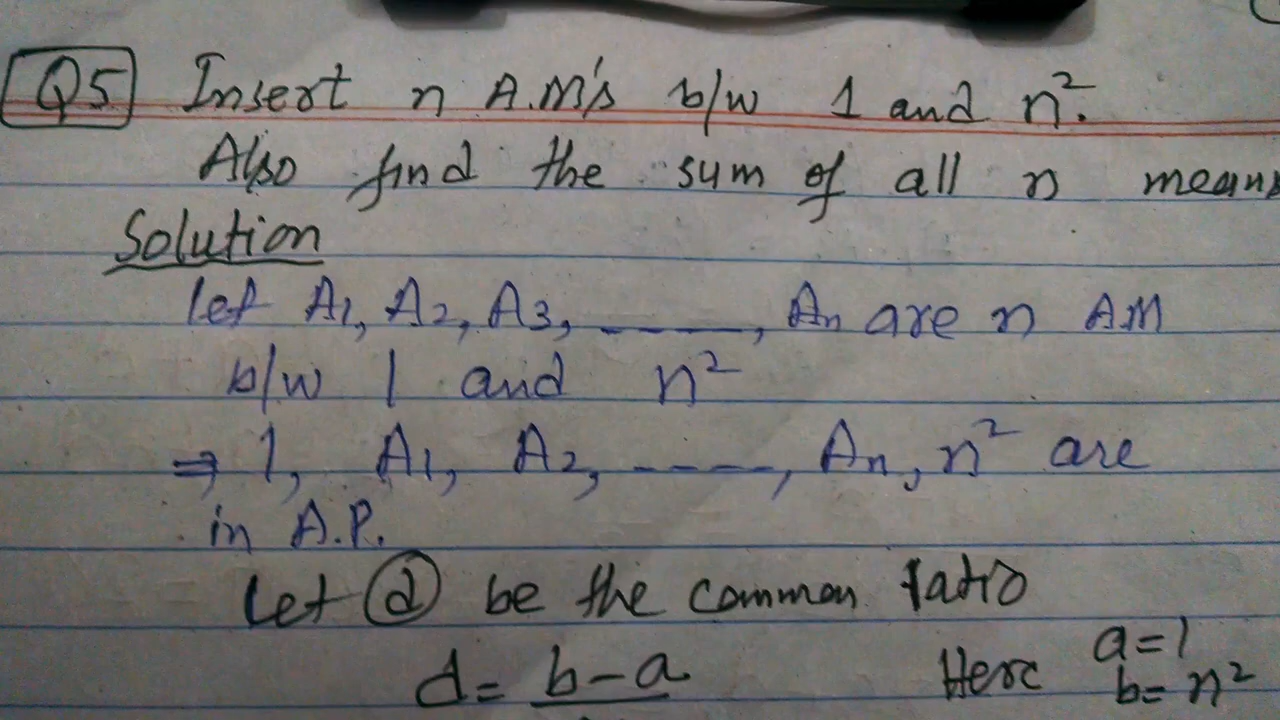 Q5 Insert n A.M's b/w 1 and n².
Also find the sum of all n means
Solution
Let A₁, A₂, A₃, -----, Aₙ are n AM
b/w 1 and n²
⇒ 1, A₁, A₂, ----, Aₙ, n² are
in A.P.
Let d be the common ratio
d = b-a Here a=1
b= n²